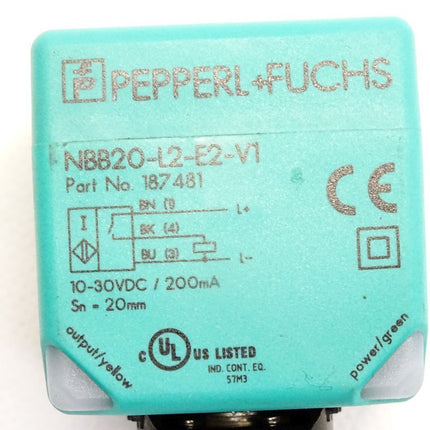 PEPPERL+FUCHS
NBB20-L2-E2-V1
Part No. 187481
CE
BN (1) L+
I
BK (4)
BU (3) L-
10-30VDC / 200mA
Sn = 20mm
output/yellow
power/green
C UL US LISTED
IND. CONT. EQ.
57M3